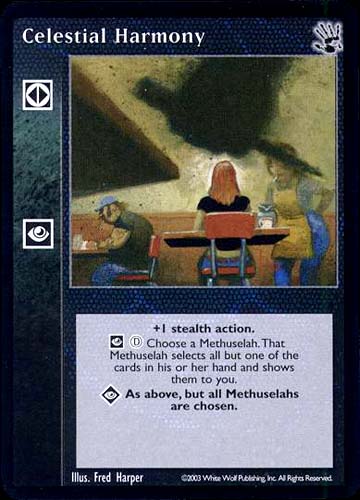 Celestial Harmony
+1 stealth action.
D Choose a Methuselah. That
Methuselah selects all but one of the
cards in his or her hand and shows
them to you.
As above, but all Methuselahs
are chosen.
Illus. Fred Harper ©2003 White Wolf Publishing, Inc. All Rights Reserved.